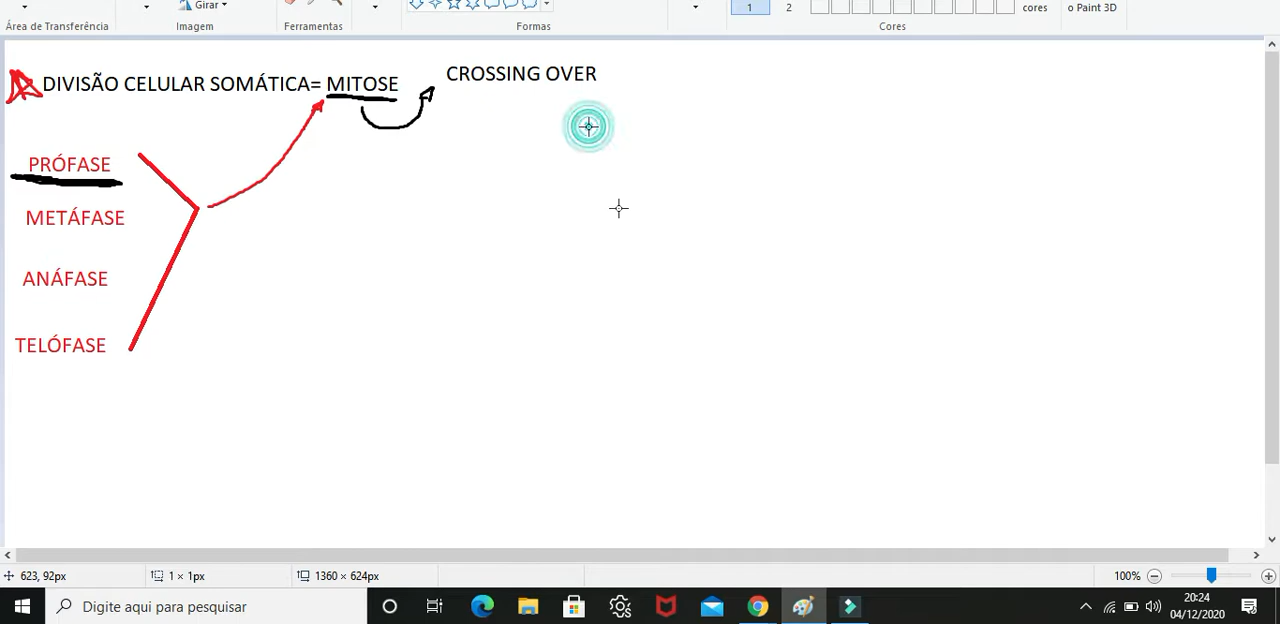 Girar
Área de Transferência
Imagem
Ferramentas
Formas
1
2
cores
o Paint 3D
Cores
DIVISÃO CELULAR SOMÁTICA= MITOSE
CROSSING OVER
PRÓFASE
METÁFASE
ANÁFASE
TELÓFASE
623, 92px
1 × 1px
1360 × 624px
100%
Digite aqui para pesquisar
20:24
04/12/2020